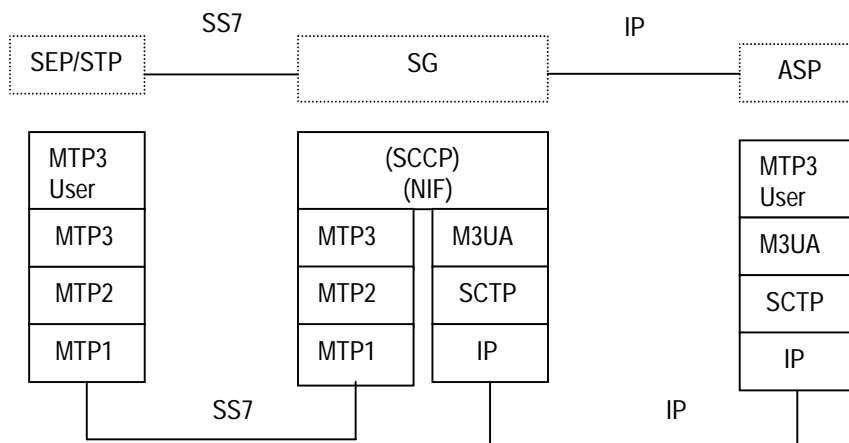 SS7
IP
SEP/STP
SG
ASP
MTP3
User
MTP3
MTP2
MTP1
(SCCP)
(NIF)
MTP3
MTP2
MTP1
M3UA
SCTP
IP
MTP3
User
M3UA
SCTP
IP
SS7
IP